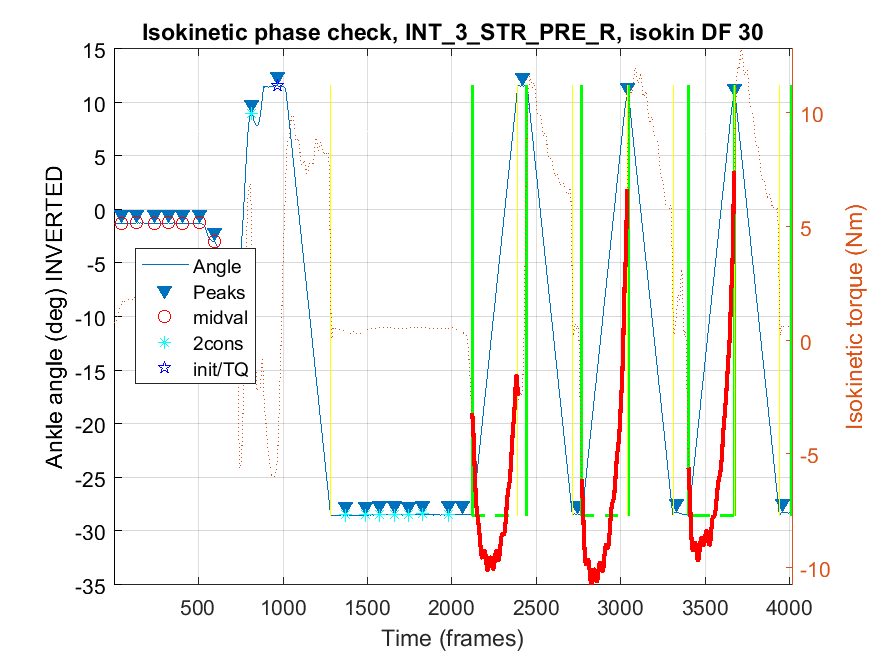 Isokinetic phase check, INT_3_STR_PRE_R, isokin DF 30
15
10
5
0
-5
-10
-15
-20
-25
-30
-35
Ankle angle (deg) INVERTED
Angle
Peaks
midval
2cons
init/TQ
10
5
0
-5
-10
Isokinetic torque (Nm)
500 1000 1500 2000 2500 3000 3500 4000
Time (frames)